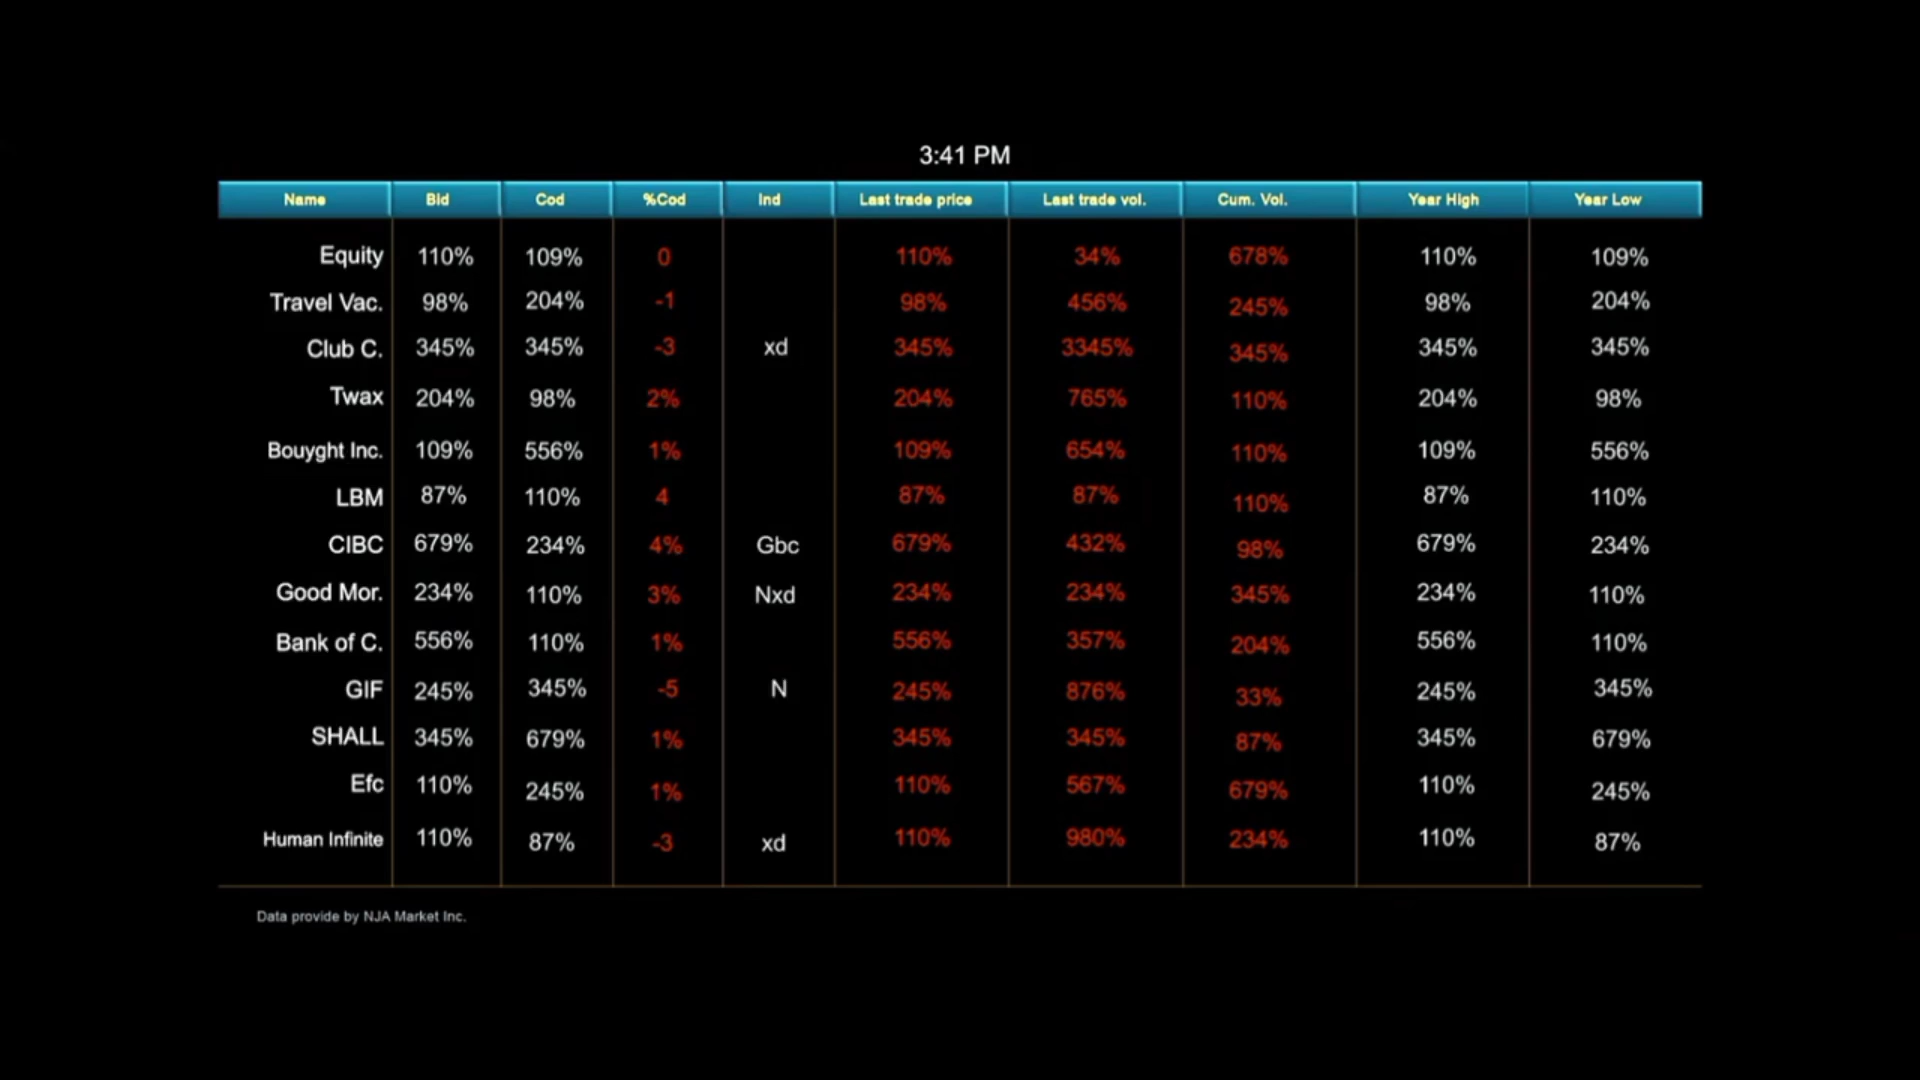 3:41 PM
Name Bid Cod %Cod Ind Last trade price Last trade vol. Cum. Vol. Year High Year Low
Equity 110% 109% 0 110% 34% 678% 110% 109%
Travel Vac. 98% 204% -1 98% 456% 245% 98% 204%
Club C. 345% 345% -3 xd 345% 3345% 345% 345% 345%
Twax 204% 98% 2% 204% 765% 110% 204% 98%
Bouyght Inc. 109% 556% 1% 109% 654% 110% 109% 556%
LBM 87% 110% 4 87% 87% 110% 87% 110%
CIBC 679% 234% 4% Gbc 679% 432% 98% 679% 234%
Good Mor. 234% 110% 3% Nxd 234% 234% 345% 234% 110%
Bank of C. 556% 110% 1% 556% 357% 204% 556% 110%
GIF 245% 345% -5 N 245% 876% 33% 245% 345%
SHALL 345% 679% 1% 345% 345% 87% 345% 679%
Efc 110% 245% 1% 110% 567% 679% 110% 245%
Human Infinite 110% 87% -3 xd 110% 980% 234% 110% 87%
Data provide by NJA Market Inc.